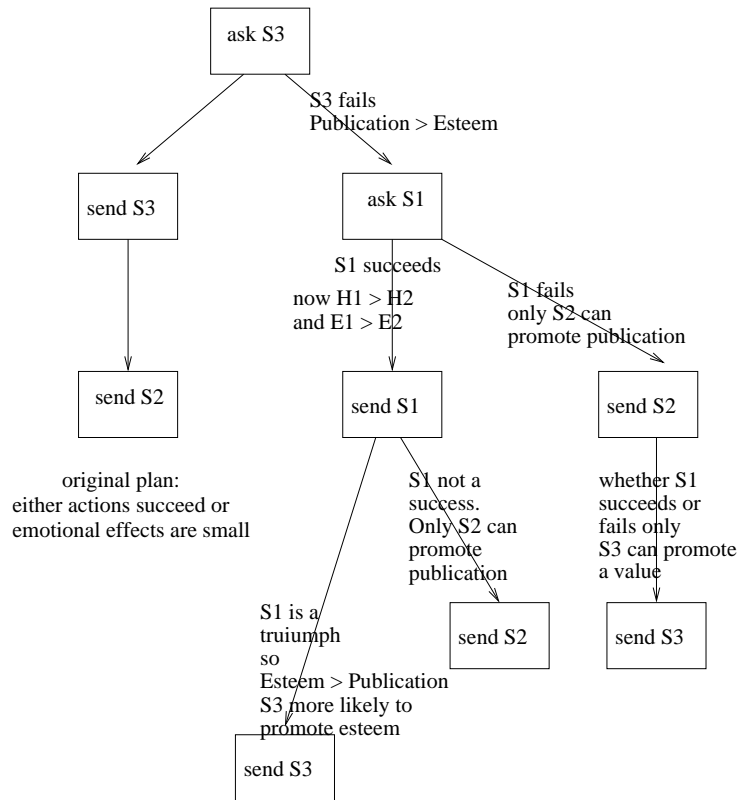 ask S3
S3 fails
Publication > Esteem
send S3
ask S1
S1 succeeds
now H1 > H2
and E1 > E2
S1 fails
only S2 can
promote publication
send S2
send S1
send S2
original plan:
either actions succeed or
emotional effects are small
S1 not a
success.
Only S2 can
promote
publication
whether S1
succeeds or
fails only
S3 can promote
a value
S1 is a
truiumph
so
Esteem > Publication
S3 more likely to
promote esteem
send S2
send S3
send S3